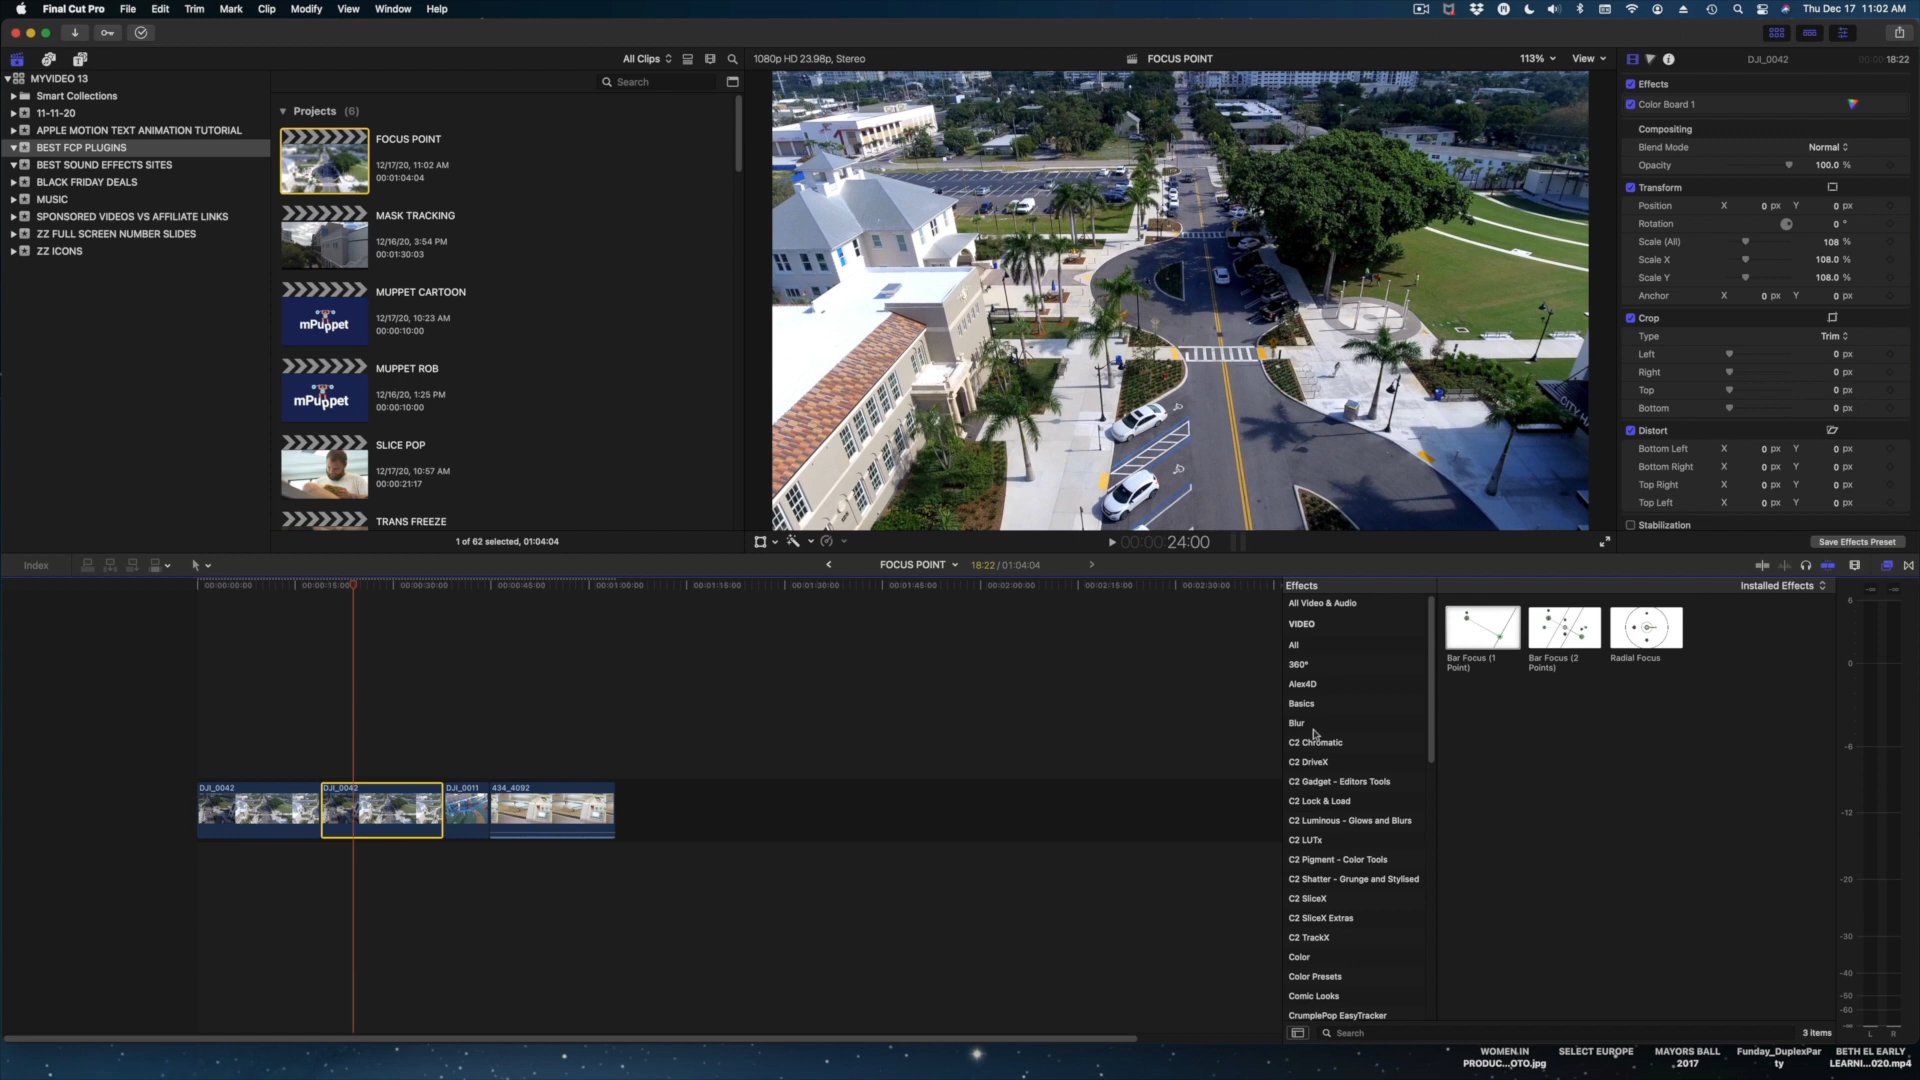 Final Cut Pro File Edit Trim Mark Clip Modify View Window Help
Thu Dec 17 11:02 AM
All Clips
1080p HD 23.98p, Stereo
FOCUS POINT
113%
View
DJI_0042
00:00:18:22
MYVIDEO 13
Smart Collections
11-11-20
APPLE MOTION TEXT ANIMATION TUTORIAL
BEST FCP PLUGINS
BEST SOUND EFFECTS SITES
BLACK FRIDAY DEALS
MUSIC
SPONSORED VIDEOS VS AFFILIATE LINKS
ZZ FULL SCREEN NUMBER SLIDES
ZZ ICONS
Search
Projects (6)
FOCUS POINT
12/17/20, 11:02 AM
00:01:04:04
MASK TRACKING
12/16/20, 3:54 PM
00:01:30:03
MUPPET CARTOON
12/17/20, 10:23 AM
00:00:10:00
mPuppet
MUPPET ROB
12/16/20, 1:25 PM
00:00:10:00
mPuppet
SLICE POP
12/17/20, 10:57 AM
00:00:21:17
TRANS FREEZE
1 of 62 selected, 01:04:04
CITY HA
00:00:24:00
Effects
Color Board 1
Compositing
Blend Mode Normal
Opacity 100.0 %
Transform
Position X 0 px Y 0 px
Rotation 0 °
Scale (All) 108 %
Scale X 108.0 %
Scale Y 108.0 %
Anchor X 0 px Y 0 px
Crop
Type Trim
Left 0 px
Right 0 px
Top 0 px
Bottom 0 px
Distort
Bottom Left X 0 px Y 0 px
Bottom Right X 0 px Y 0 px
Top Right X 0 px Y 0 px
Top Left X 0 px Y 0 px
Stabilization
Save Effects Preset
Index
FOCUS POINT
18:22 / 01:04:04
00:00:00:00 00:00:15:00 00:00:30:00 00:00:45:00 00:01:00:00 00:01:15:00 00:01:30:00 00:01:45:00 00:02:00:00 00:02:15:00 00:02:30:00
DJI_0042 DJI_0042 DJI_0011 434_4092
Effects
Installed Effects
All Video & Audio
VIDEO
All
360°
Alex4D
Basics
Blur
C2 Chromatic
C2 DriveX
C2 Gadget - Editors Tools
C2 Lock & Load
C2 Luminous - Glows and Blurs
C2 LUTx
C2 Pigment - Color Tools
C2 Shatter - Grunge and Stylised
C2 SliceX
C2 SliceX Extras
C2 TrackX
Color
Color Presets
Comic Looks
CrumplePop EasyTracker
Bar Focus (1
Point)
Bar Focus (2
Points)
Radial Focus
Search
3 items
6
0
-6
-12
-20
-30
-40
-50
-60
-∞
L R
WOMEN.IN
PRODUC...OTO.jpg
SELECT EUROPE
MAYORS BALL
2017
Funday_DuplexPar
ty
BETH EL EARLY
LEARNI...020.mp4